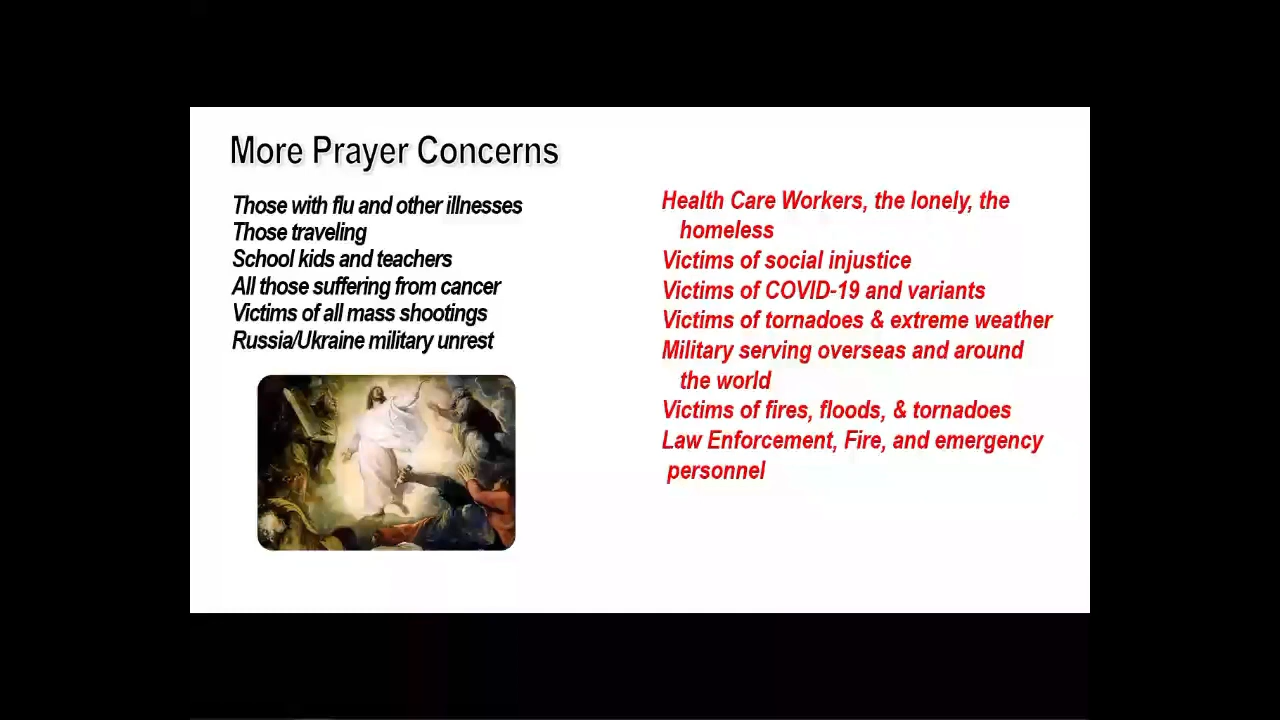 More Prayer Concerns
Those with flu and other illnesses
Those traveling
School kids and teachers
All those suffering from cancer
Victims of all mass shootings
Russia/Ukraine military unrest
Health Care Workers, the lonely, the
homeless
Victims of social injustice
Victims of COVID-19 and variants
Victims of tornadoes & extreme weather
Military serving overseas and around
the world
Victims of fires, floods, & tornadoes
Law Enforcement, Fire, and emergency
personnel